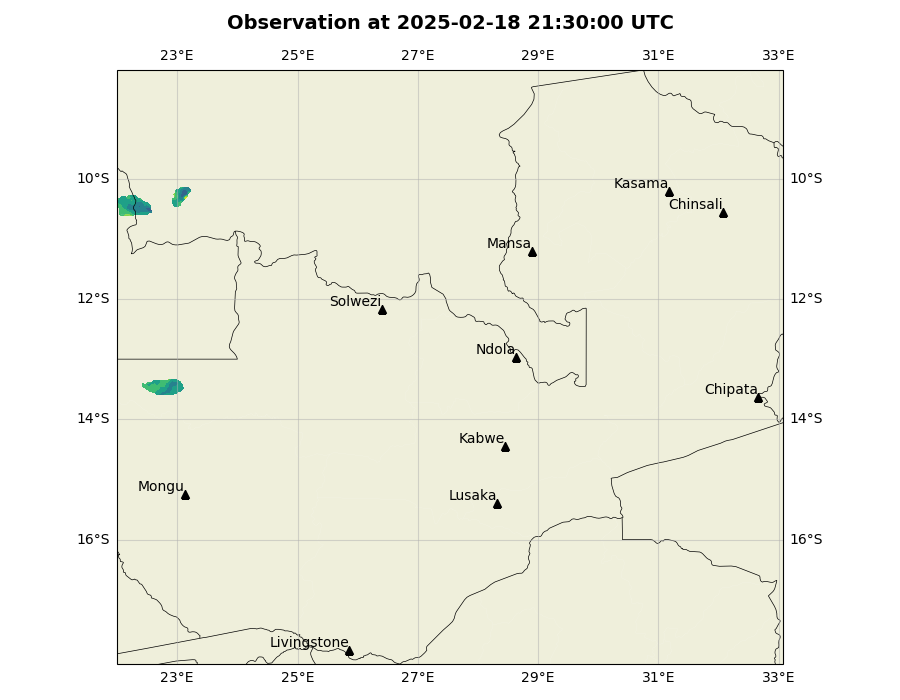 Observation at 2025-02-18 21:30:00 UTC
23°E 25°E 27°E 29°E 31°E 33°E
10°S 10°S
Kasama
Chinsali
Mansa
12°S 12°S
Solwezi
Ndola
Chipata
14°S 14°S
Kabwe
Mongu
Lusaka
16°S 16°S
Livingstone
23°E 25°E 27°E 29°E 31°E 33°E